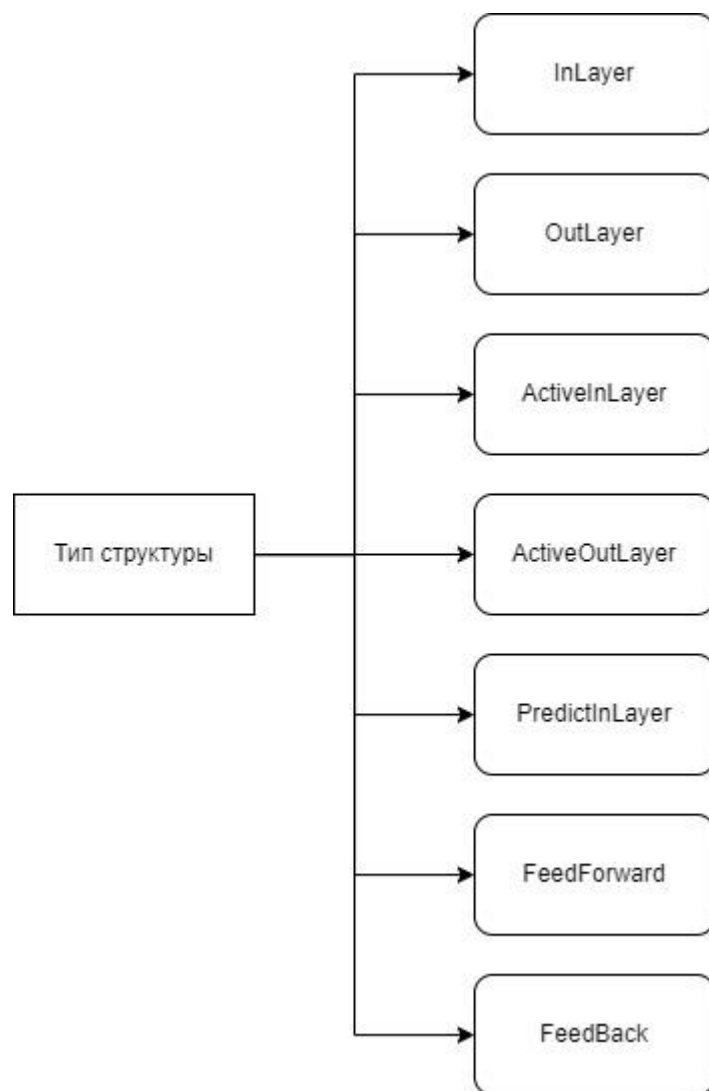 InLayer
OutLayer
ActiveInLayer
Тип структуры
ActiveOutLayer
PredictInLayer
FeedForward
FeedBack